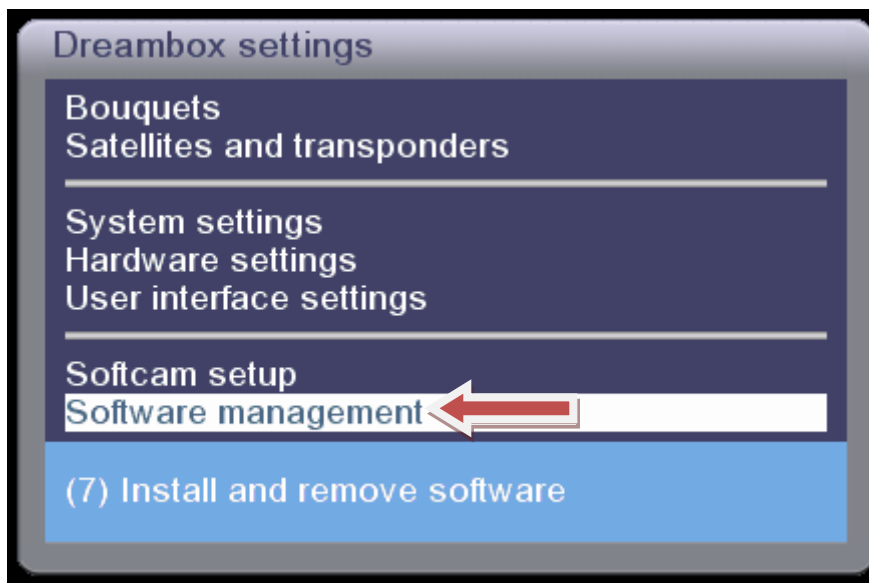 Dreambox settings
Bouquets
Satellites and transponders
System settings
Hardware settings
User interface settings
Softcam setup
Software management
(7) Install and remove software